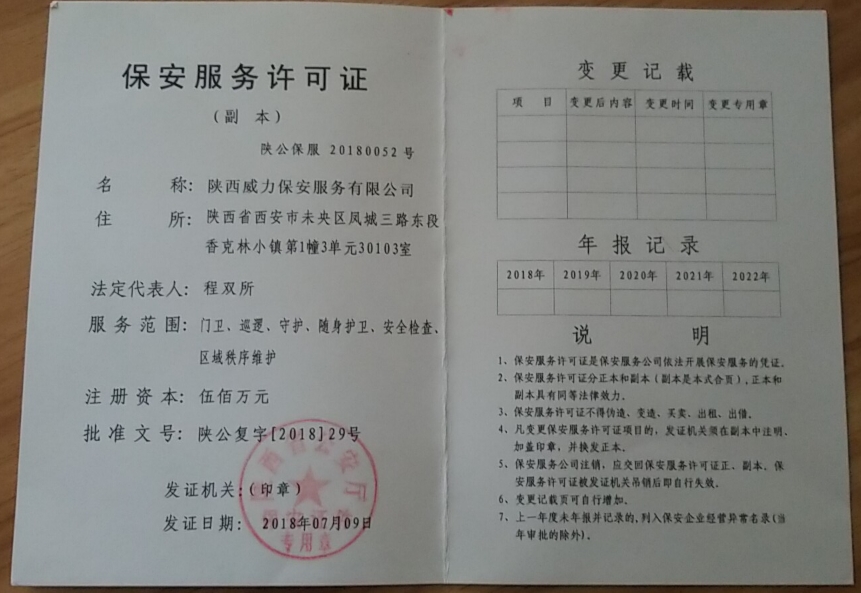 保安服务许可证
（副 本）
陕公保服 20180052 号
名 称：陕西威力保安服务有限公司
住 所：陕西省西安市未央区凤城三路东段
香克林小镇第1幢3单元30103室
法定代表人：程双所
服务范围：门卫、巡逻、守护、随身护卫、安全检查、
区域秩序维护
注册资本：伍佰万元
批准文号：陕公复字[2018]29号
发证机关：（印章）
发证日期：2018年07月09日
西省公安厅
专用章
变更记载
项 目 变更后内容 变更时间 变更专用章
年报记录
2018年 2019年 2020年 2021年 2022年
说 明
1、保安服务许可证是保安服务公司依法开展保安服务的凭证。
2、保安服务许可证分正本和副本（副本是本式合页），正本和
副本具有同等法律效力。
3、保安服务许可证不得伪造、变造、买卖、出租、出借。
4、凡变更保安服务许可证项目的，发证机关须在副本中注明、
加盖印章，并换发正本。
5、保安服务公司注销，应交回保安服务许可证正、副本、保
安服务许可证被发证机关吊销后即自行失效。
6、变更记载页可自行增加。
7、上一年度未年报并记录的，列入保安企业经营异常名录（当
年审批的除外）。